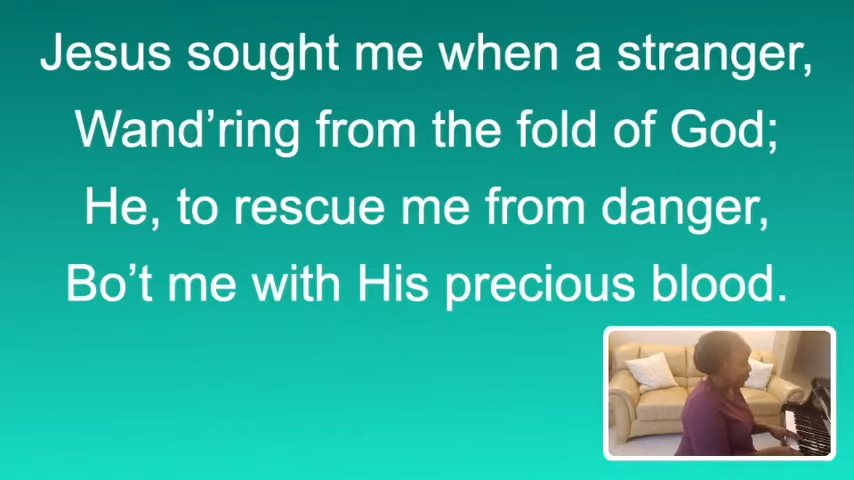 Jesus sought me when a stranger,
Wand’ring from the fold of God;
He, to rescue me from danger,
Bo’t me with His precious blood.